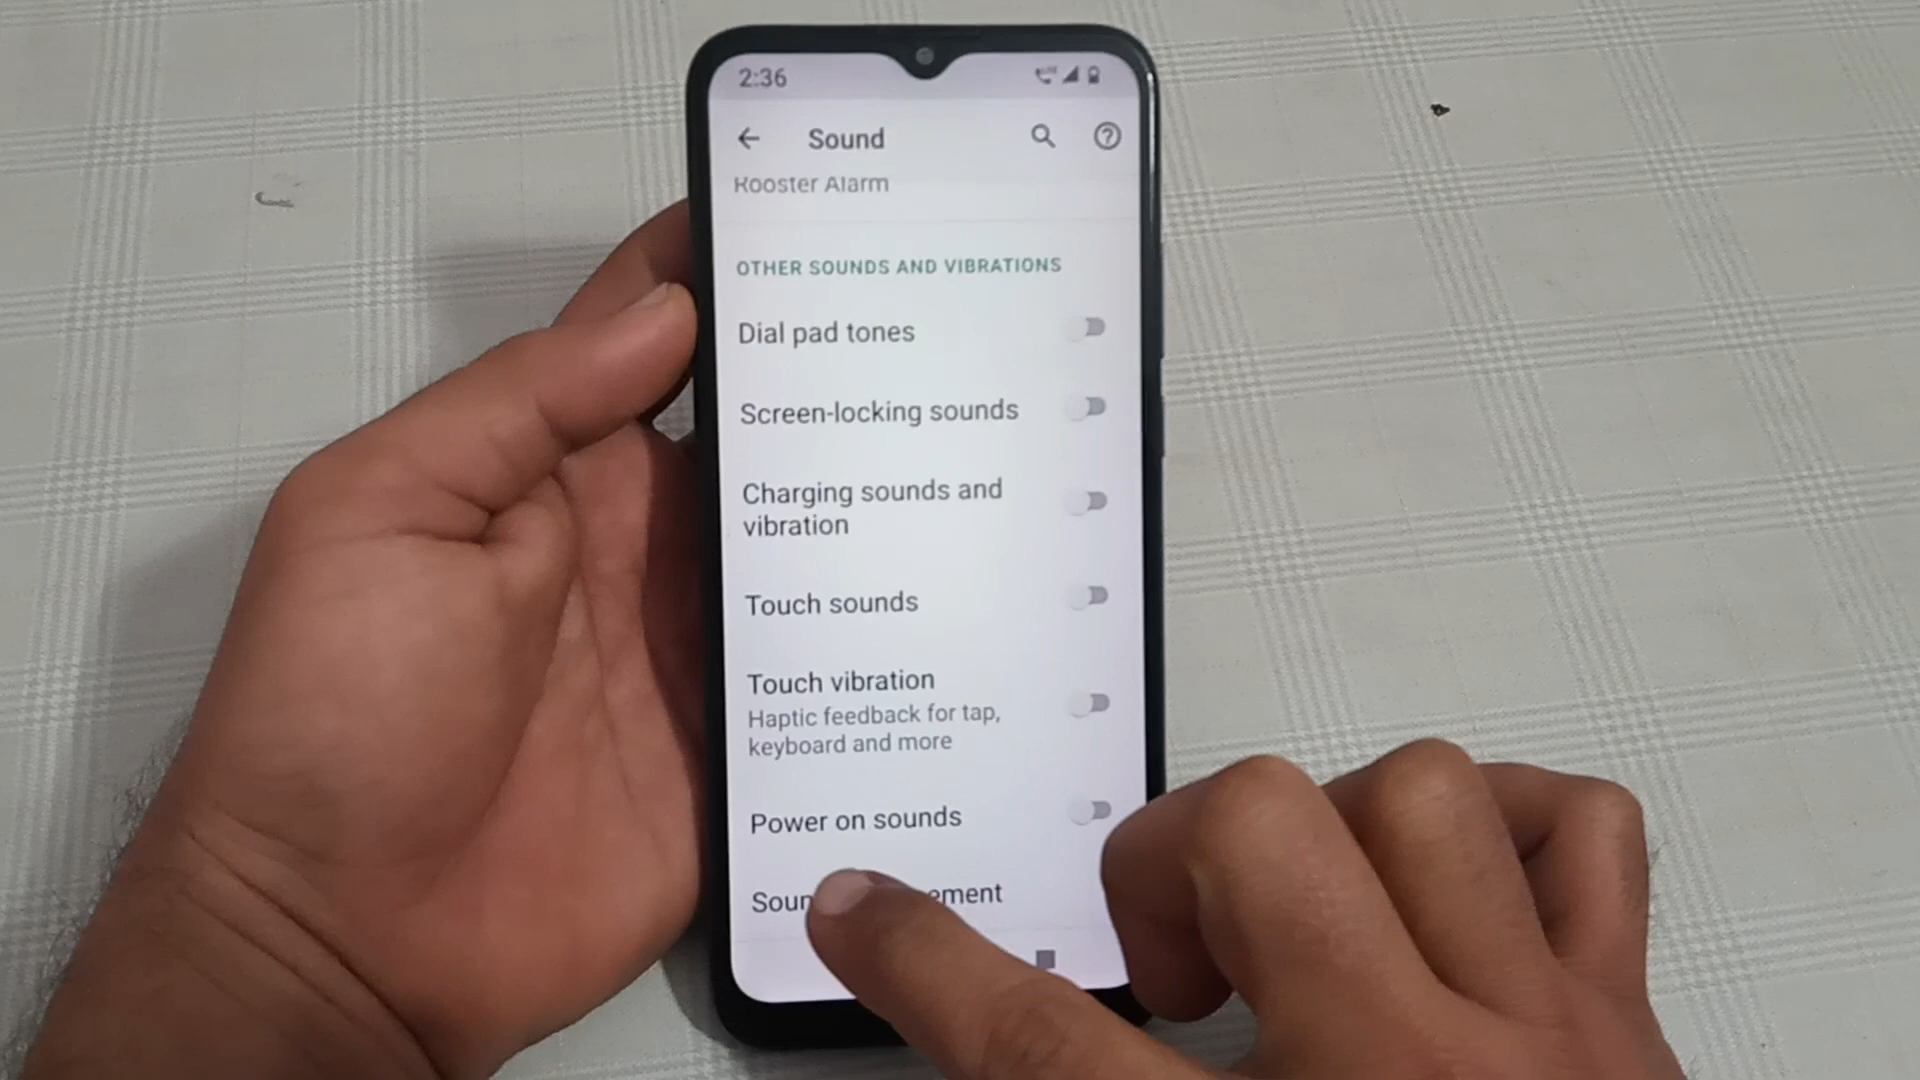 2:36
Sound
Rooster Alarm
OTHER SOUNDS AND VIBRATIONS
Dial pad tones
Screen-locking sounds
Charging sounds and
vibration
Touch sounds
Touch vibration
Haptic feedback for tap,
keyboard and more
Power on sounds